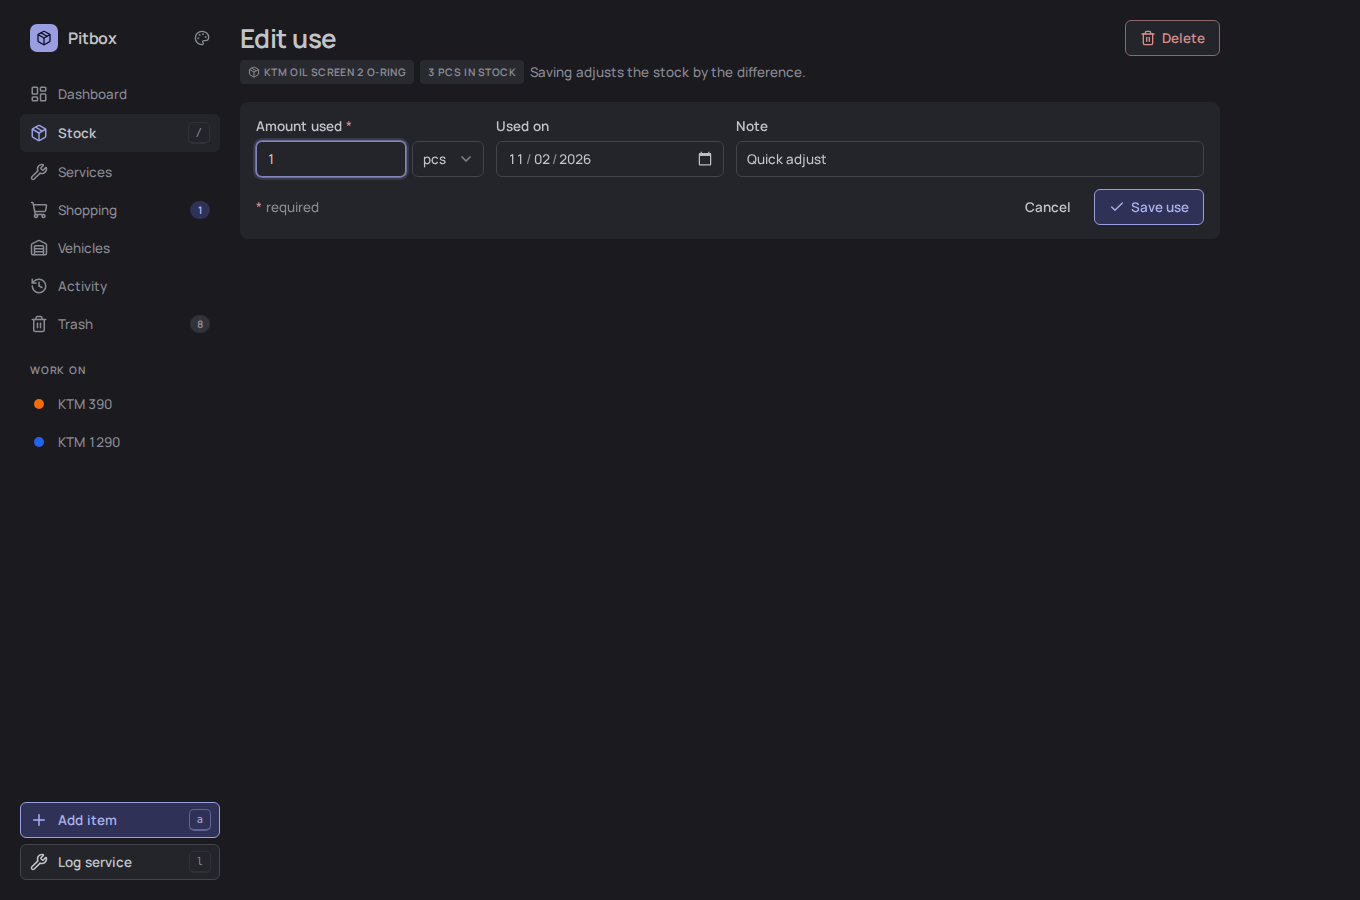 Pitbox
Dashboard
Stock /
Services
Shopping 1
Vehicles
Activity
Trash 8
WORK ON
KTM 390
KTM 1290
Add item a
Log service l
Edit use
Delete
KTM OIL SCREEN 2 O-RING 3 PCS IN STOCK Saving adjusts the stock by the difference.
Amount used * Used on Note
1 pcs 11/02/2026 Quick adjust
* required Cancel Save use